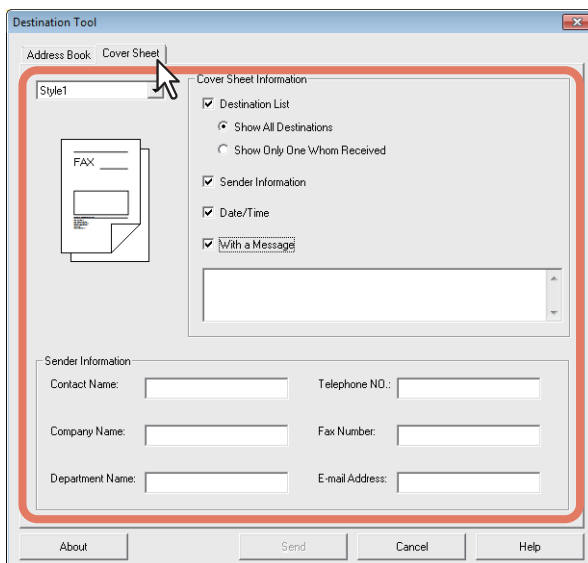 Destination Tool
Address Book Cover Sheet
Style1
FAX
Cover Sheet Information
Destination List
Show All Destinations
Show Only One Whom Received
Sender Information
Date/Time
With a Message
Sender Information
Contact Name:
Telephone NO.:
Company Name:
Fax Number:
Department Name:
E-mail Address:
About Send Cancel Help